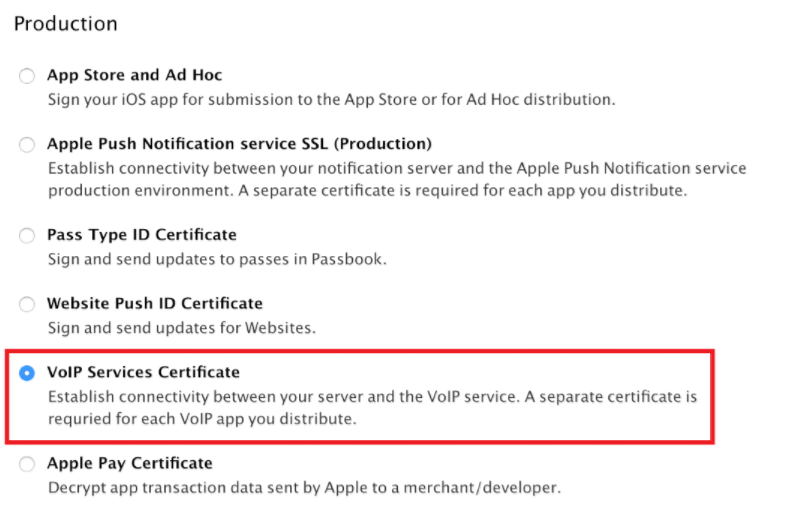 Production
App Store and Ad Hoc
Sign your iOS app for submission to the App Store or for Ad Hoc distribution.
Apple Push Notification service SSL (Production)
Establish connectivity between your notification server and the Apple Push Notification service
production environment. A separate certificate is required for each app you distribute.
Pass Type ID Certificate
Sign and send updates to passes in Passbook.
Website Push ID Certificate
Sign and send updates for Websites.
VoIP Services Certificate
Establish connectivity between your server and the VoIP service. A separate certificate is
requried for each VoIP app you distribute.
Apple Pay Certificate
Decrypt app transaction data sent by Apple to a merchant/developer.